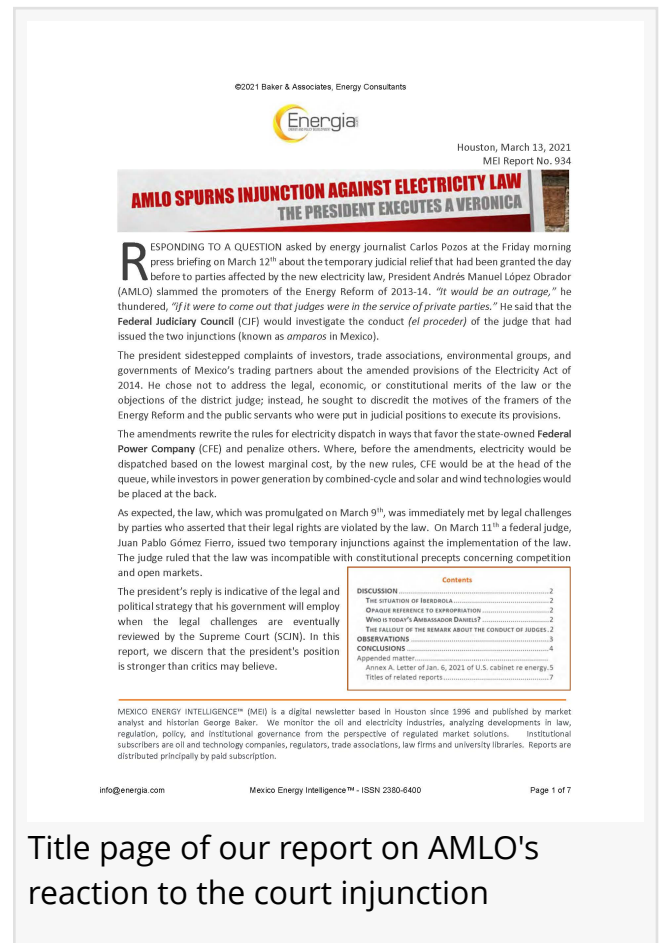 ©2021 Baker & Associates, Energy Consultants
Energia
Houston, March 13, 2021
MEI Report No. 934
AMLO SPURNS INJUNCTION AGAINST ELECTRICITY LAW
THE PRESIDENT EXECUTES A VERONICA
RESPONDING TO A QUESTION asked by energy journalist Carlos Pozos at the Friday morning
press briefing on March 12th about the temporary judicial relief that had been granted the day
before to parties affected by the new electricity law, President Andrés Manuel López Obrador
(AMLO) slammed the promoters of the Energy Reform of 2013-14. “It would be an outrage,” he
thundered, “if it were to come out that judges were in the service of private parties.” He said that the
Federal Judiciary Council (CJF) would investigate the conduct (el proceder) of the judge that had
issued the two injunctions (known as amparos in Mexico).
The president sidestepped complaints of investors, trade associations, environmental groups, and
governments of Mexico’s trading partners about the amended provisions of the Electricity Act of
2014. He chose not to address the legal, economic, or constitutional merits of the law or the
objections of the district judge; instead, he sought to discredit the motives of the framers of the
Energy Reform and the public servants who were put in judicial positions to execute its provisions.
The amendments rewrite the rules for electricity dispatch in ways that favor the state-owned Federal
Power Company (CFE) and penalize others. Where, before the amendments, electricity would be
dispatched based on the lowest marginal cost, by the new rules, CFE would be at the head of the
queue, while investors in power generation by combined-cycle and solar and wind technologies would
be placed at the back.
As expected, the law, which was promulgated on March 9th, was immediately met by legal challenges
by parties who asserted that their legal rights are violated by the law. On March 11th a federal judge,
Juan Pablo Gómez Fierro, issued two temporary injunctions against the implementation of the law.
The judge ruled that the law was incompatible with constitutional precepts concerning competition
and open markets.
The president’s reply is indicative of the legal and
political strategy that his government will employ
when the legal challenges are eventually
reviewed by the Supreme Court (SCJN). In this
report, we discern that the president's position
is stronger than critics may believe.
Contents
DISCUSSION ....................2
THE SITUATION OF IBERDROLA ....................2
OPAQUE REFERENCE TO EXPROPRIATION ....................2
WHO IS TODAY’S AMBASSADOR DANIELS? ....................2
THE FALLOUT OF THE REMARK ABOUT THE CONDUCT OF JUDGES .2
OBSERVATIONS ....................3
CONCLUSIONS ....................4
Appended matter....................
Annex A. Letter of Jan. 6, 2021 of U.S. cabinet re energy.5
Titles of related reports....................7
MEXICO ENERGY INTELLIGENCE™ (MEI) is a digital newsletter based in Houston since 1996 and published by market
analyst and historian George Baker. We monitor the oil and electricity industries, analyzing developments in law,
regulation, policy, and institutional governance from the perspective of regulated market solutions. Institutional
subscribers are oil and technology companies, regulators, trade associations, law firms and university libraries. Reports are
distributed principally by paid subscription.
info@energia.com Mexico Energy Intelligence™ - ISSN 2380-6400 Page 1 of 7
Title page of our report on AMLO's
reaction to the court injunction